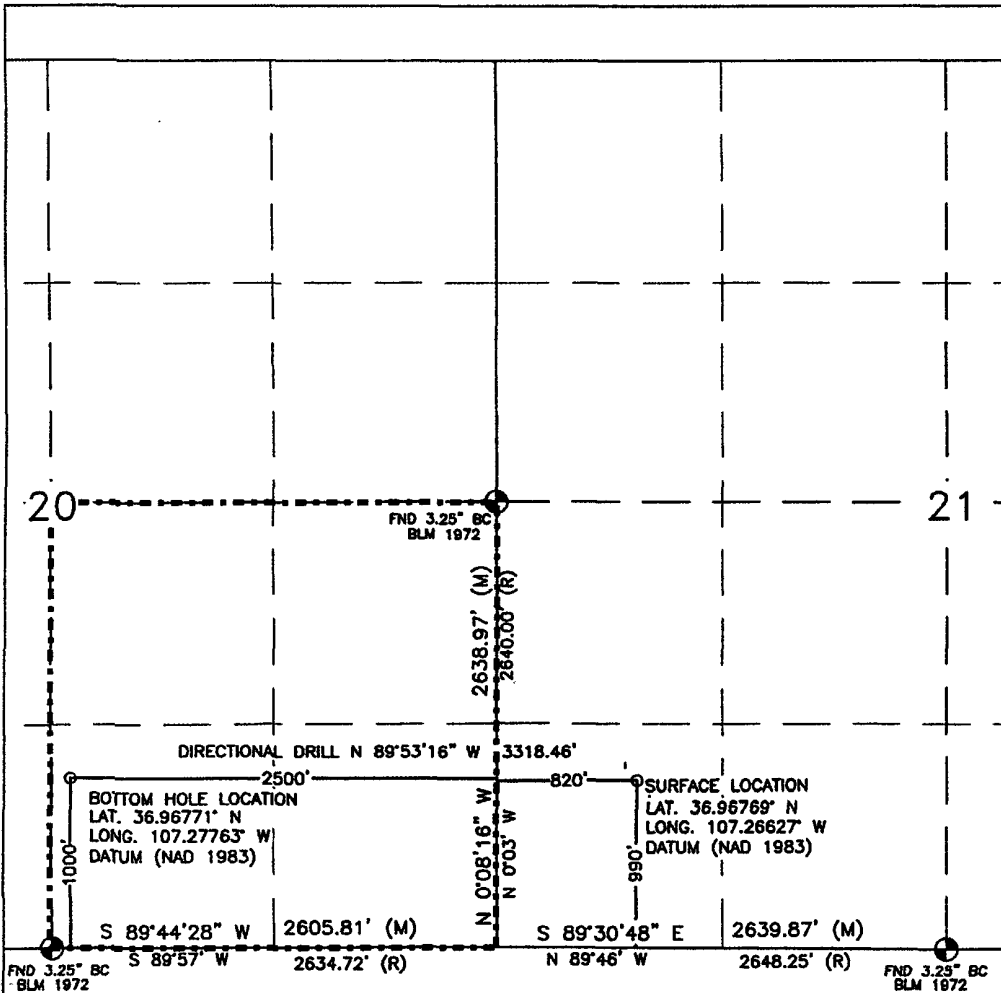 20
21
FND 3.25" BC
BLM 1972
2638.97' (M)
2640.00' (R)
DIRECTIONAL DRILL N 89°53'16" W 3318.46'
2500'
820'
BOTTOM HOLE LOCATION
LAT. 36.96771° N
LONG. 107.27763° W
DATUM (NAD 1983)
1000'
SURFACE LOCATION
LAT. 36.96769° N
LONG. 107.26627° W
DATUM (NAD 1983)
990'
N 0°08'16" W
N 0°03' W
S 89°44'28" W 2605.81' (M)
S 89°57' W 2634.72' (R)
S 89°30'48" E 2639.87' (M)
N 89°46' W 2648.25' (R)
FND 3.25" BC
BLM 1972
FND 3.25" BC
BLM 1972